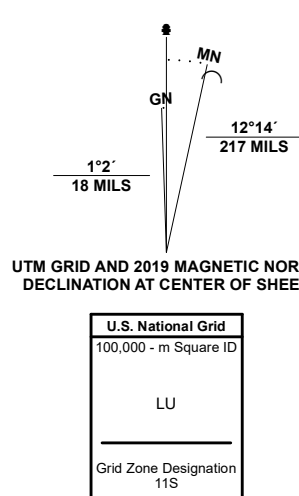 MN
GN
12°14´
217 MILS
1°2´
18 MILS
UTM GRID AND 2019 MAGNETIC NOR
DECLINATION AT CENTER OF SHEE
U.S. National Grid
100,000 - m Square ID
LU
Grid Zone Designation
11S